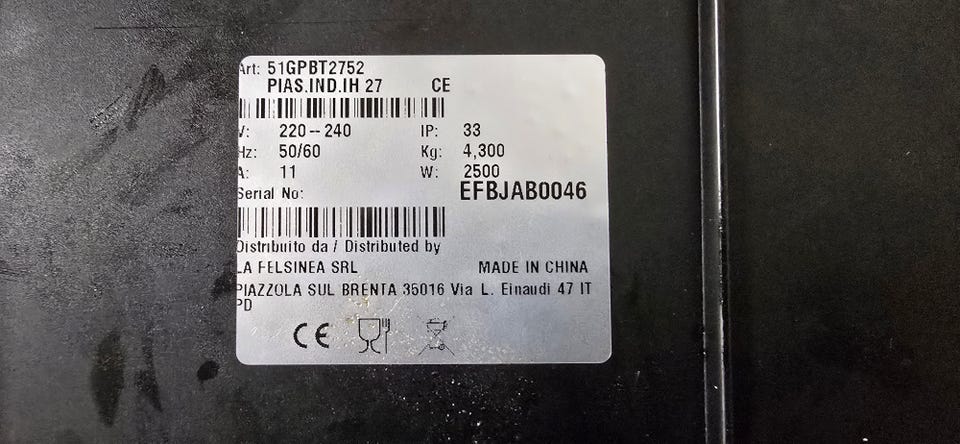 Art: 51GPBT2752
PIAS.IND.IH 27 CE
V: 220--240 IP: 33
Hz: 50/60 Kg: 4,300
A: 11 W: 2500
Serial No: EFBJAB0046
Distribuito da / Distributed by
LA FELSINEA SRL MADE IN CHINA
PIAZZOLA SUL BRENTA 35016 Via L. Einaudi 47 IT
PD
CE